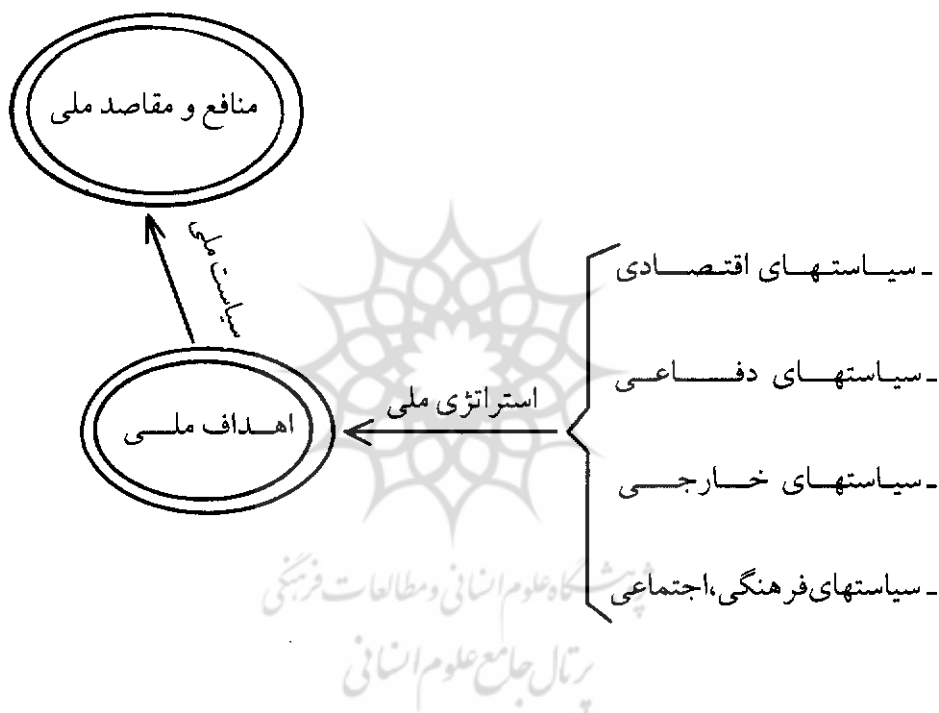 منافع و مقاصد ملی
سیاست ملی
ـ سیاستهای اقتصادی
ـ سیاستهای دفاعی
استراتژی ملی
اهداف ملی
ـ سیاستهای خارجی
ـ سیاستهای فرهنگی،اجتماعی
پژوهشگاه علوم انسانی و مطالعات فرهنگی
پرتال جامع علوم انسانی